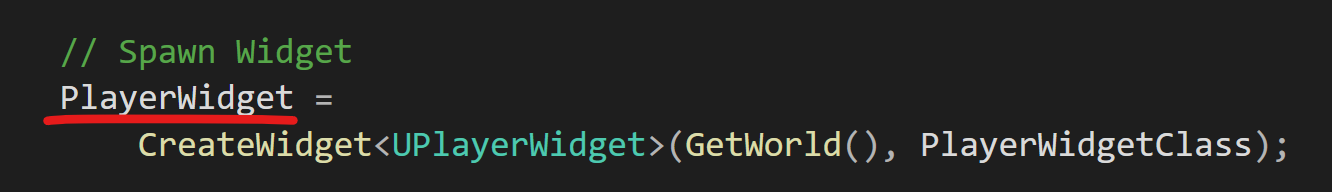 // Spawn Widget
PlayerWidget =
CreateWidget<UPlayerWidget>(GetWorld(), PlayerWidgetClass);